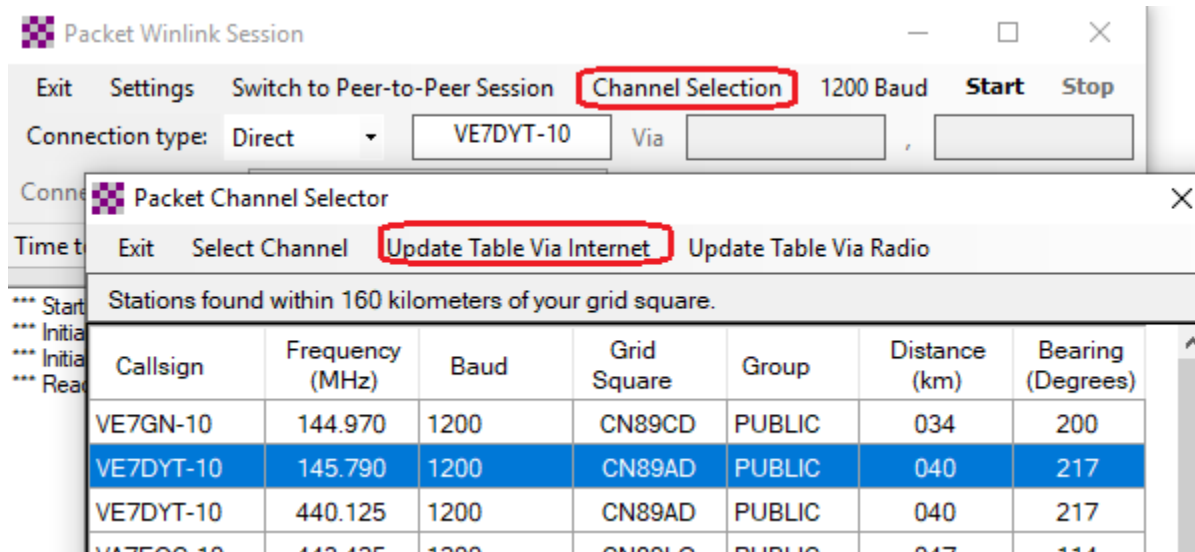 Packet Winlink Session
Exit Settings Switch to Peer-to-Peer Session Channel Selection 1200 Baud Start Stop
Connection type: Direct VE7DYT-10 Via ,
Conne
Packet Channel Selector
Time t
Exit Select Channel Update Table Via Internet Update Table Via Radio
*** Start
Stations found within 160 kilometers of your grid square.
*** Initia
*** Initia
*** Read
Callsign Frequency (MHz) Baud Grid Square Group Distance (km) Bearing (Degrees)
VE7GN-10 144.970 1200 CN89CD PUBLIC 034 200
VE7DYT-10 145.790 1200 CN89AD PUBLIC 040 217
VE7DYT-10 440.125 1200 CN89AD PUBLIC 040 217